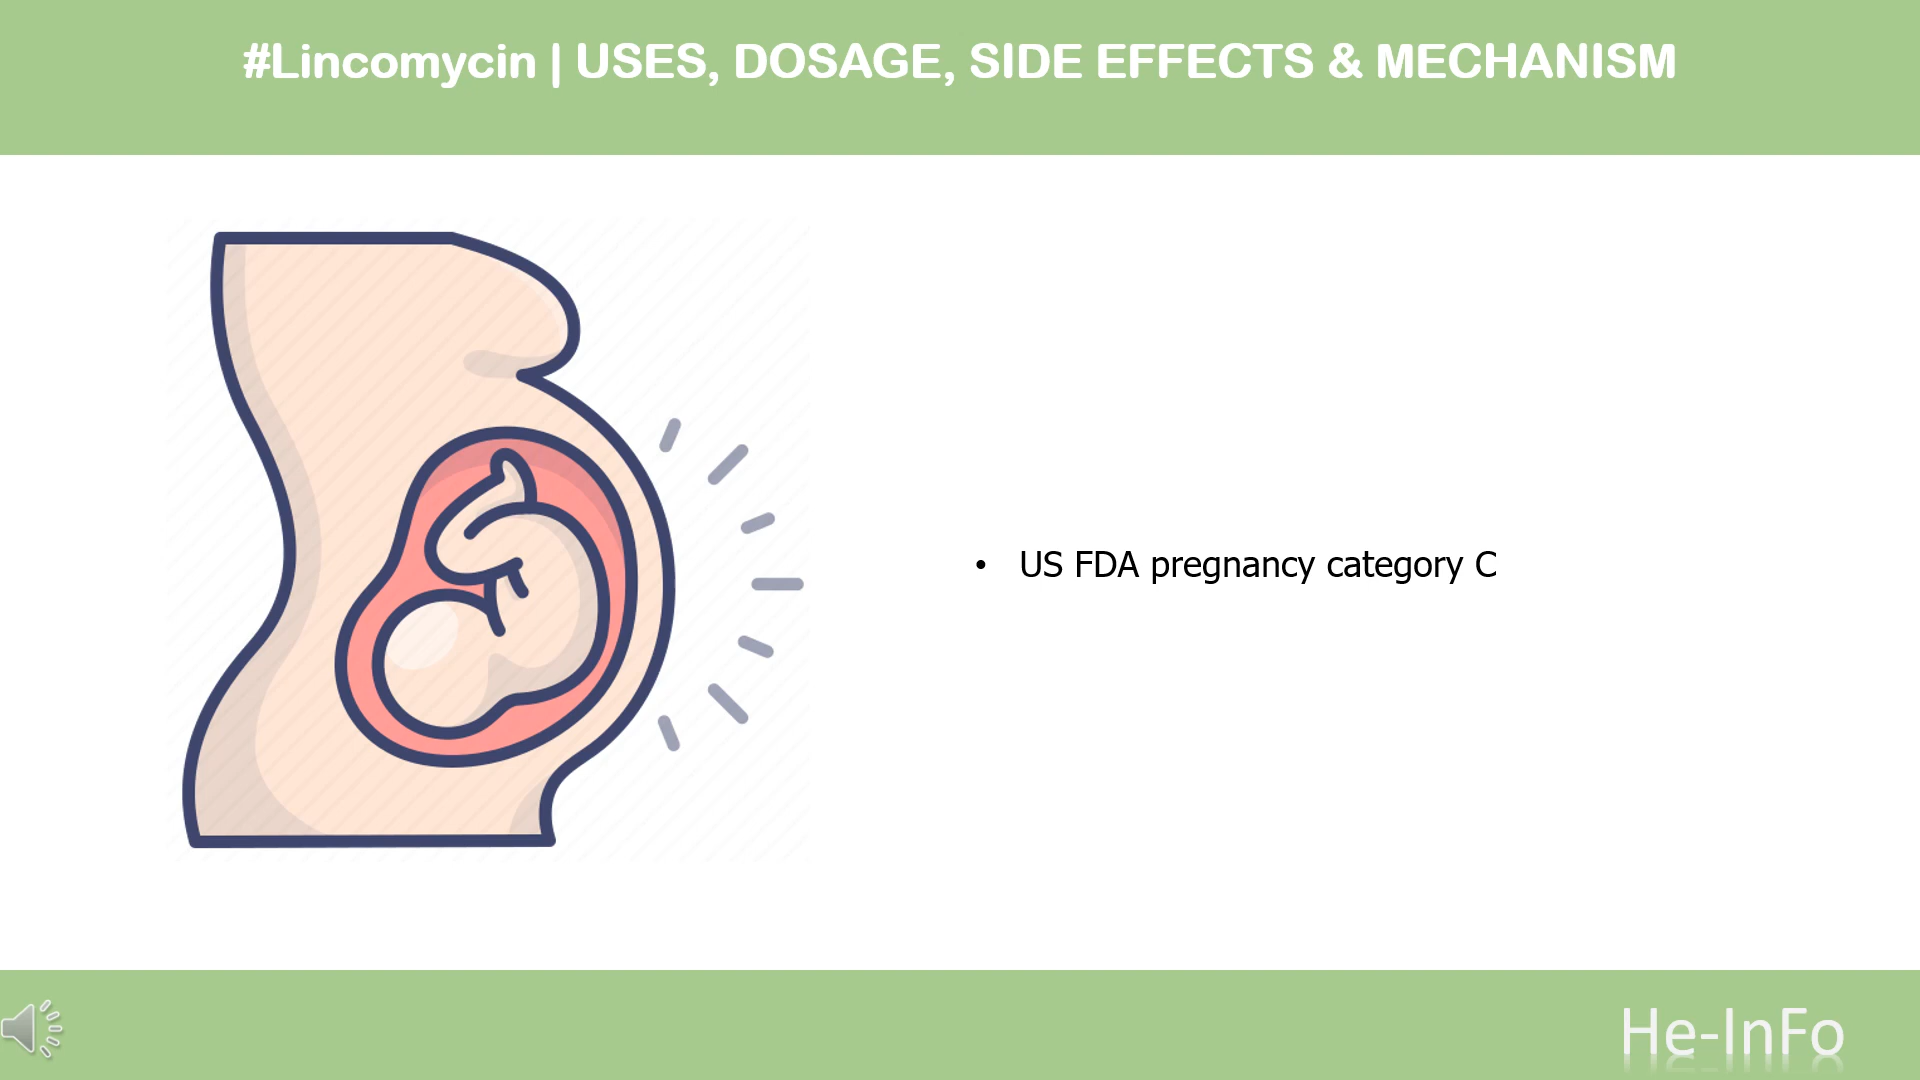 #Lincomycin | USES, DOSAGE, SIDE EFFECTS & MECHANISM
• US FDA pregnancy category C
He-InFo